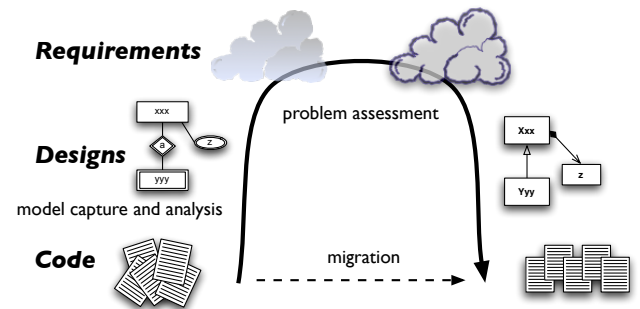 Requirements
problem assessment
xxx
a
z
yyy
Designs
Xxx
z
Yyy
model capture and analysis
Code
migration